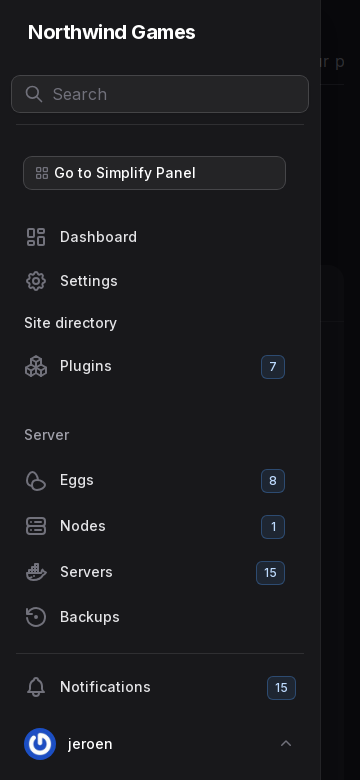 Northwind Games
ur p
Search
Go to Simplify Panel
Dashboard
Settings
Site directory
Plugins 7
Server
Eggs 8
Nodes 1
Servers 15
Backups
Notifications 15
jeroen